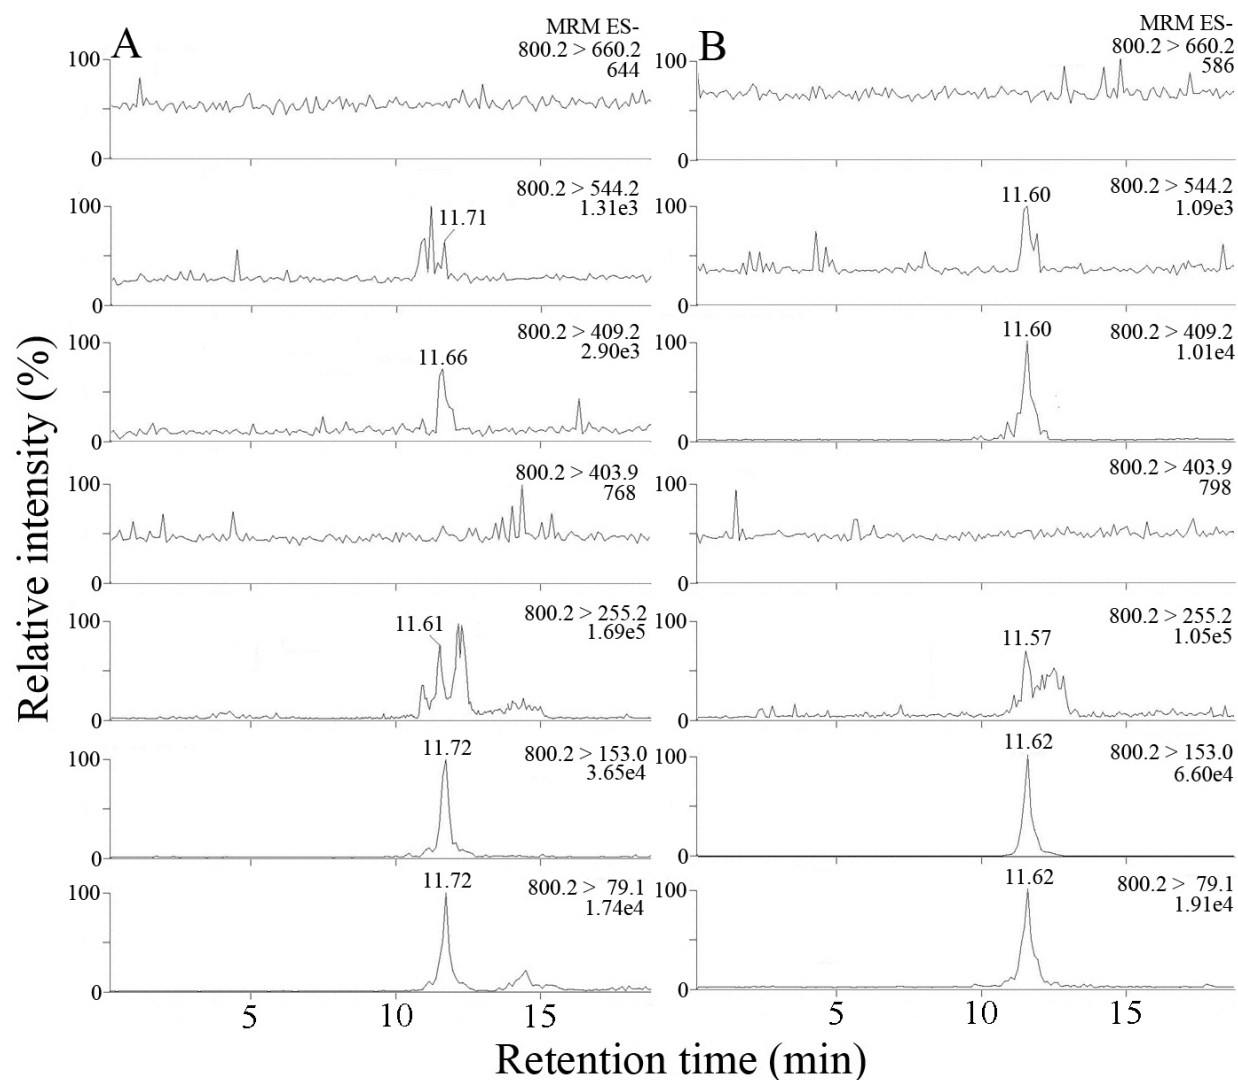 A
MRM ES-
800.2 > 660.2
644
100
0
800.2 > 544.2
1.31e3
100
11.71
0
800.2 > 409.2
2.90e3
100
11.66
0
800.2 > 403.9
768
100
0
800.2 > 255.2
1.69e5
100
11.61
0
800.2 > 153.0
3.65e4
100
11.72
0
800.2 > 79.1
1.74e4
100
11.72
0
5
10
15
B
MRM ES-
800.2 > 660.2
586
100
0
800.2 > 544.2
1.09e3
100
11.60
0
800.2 > 409.2
1.01e4
100
11.60
0
800.2 > 403.9
798
100
0
800.2 > 255.2
1.05e5
100
11.57
0
800.2 > 153.0
6.60e4
100
11.62
0
800.2 > 79.1
1.91e4
100
11.62
0
5
10
15
Relative intensity (%)
Retention time (min)